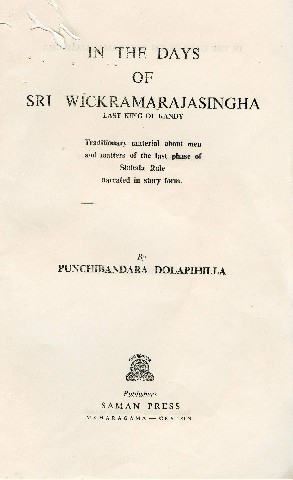 IN THE DAYS
OF
SRI WICKRAMARAJASINGHA
LAST KING OF KANDY
Traditionary material about men
and matters of the last phase of
Sinhala Rule
narrated in story form.
By
PUNCHIBANDARA DOLAPIHILLA
Publishers
SAMAN PRESS
MAHARAGAMA — CEYLON